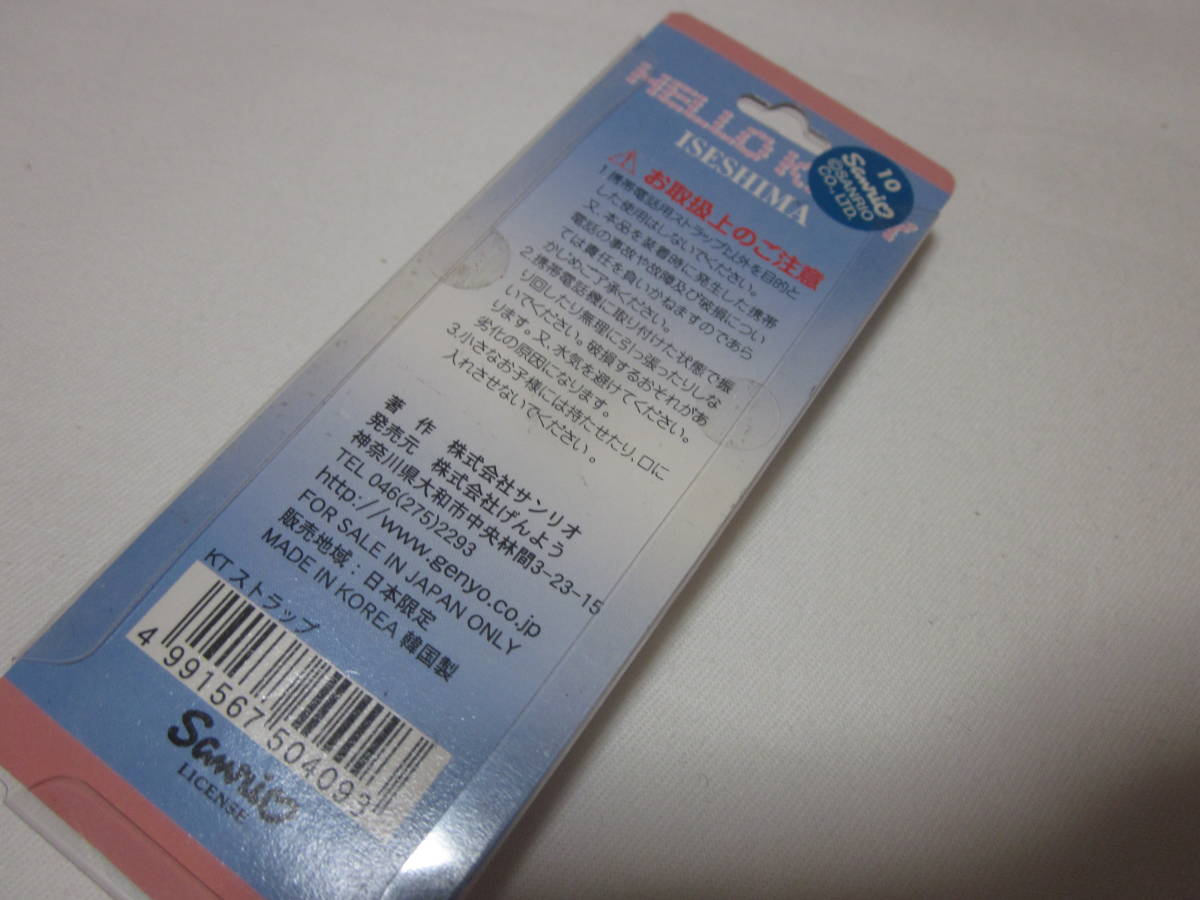 HELLO K
ISESHIMA
10
Sanrio
©SANRIO
CO., LTD.
お取扱上のご注意
1.携帯電話用ストラップ以外を目的と
した使用はしないでください。
又、本品を装着時に発生した携帯
電話の事故や故障及び破損につい
ては責任を負いかねますのであら
かじめご了承ください。
2.携帯電話機に取り付けた状態で振
り回したり無理に引っ張ったりしな
いでください。破損するおそれがあ
ります。又、水気を避けてください。
劣化の原因になります。
3.小さなお子様には持たせたり、口に
入れさせないでください。
著　作　株式会社サンリオ
発売元　株式会社げんよう
神奈川県大和市中央林間3-23-15
TEL 046(275)2293
http://www.genyo.co.jp
FOR SALE IN JAPAN ONLY
販売地域：日本限定
MADE IN KOREA 韓国製
KTストラップ
4 991567 504093
Sanrio
LICENSE